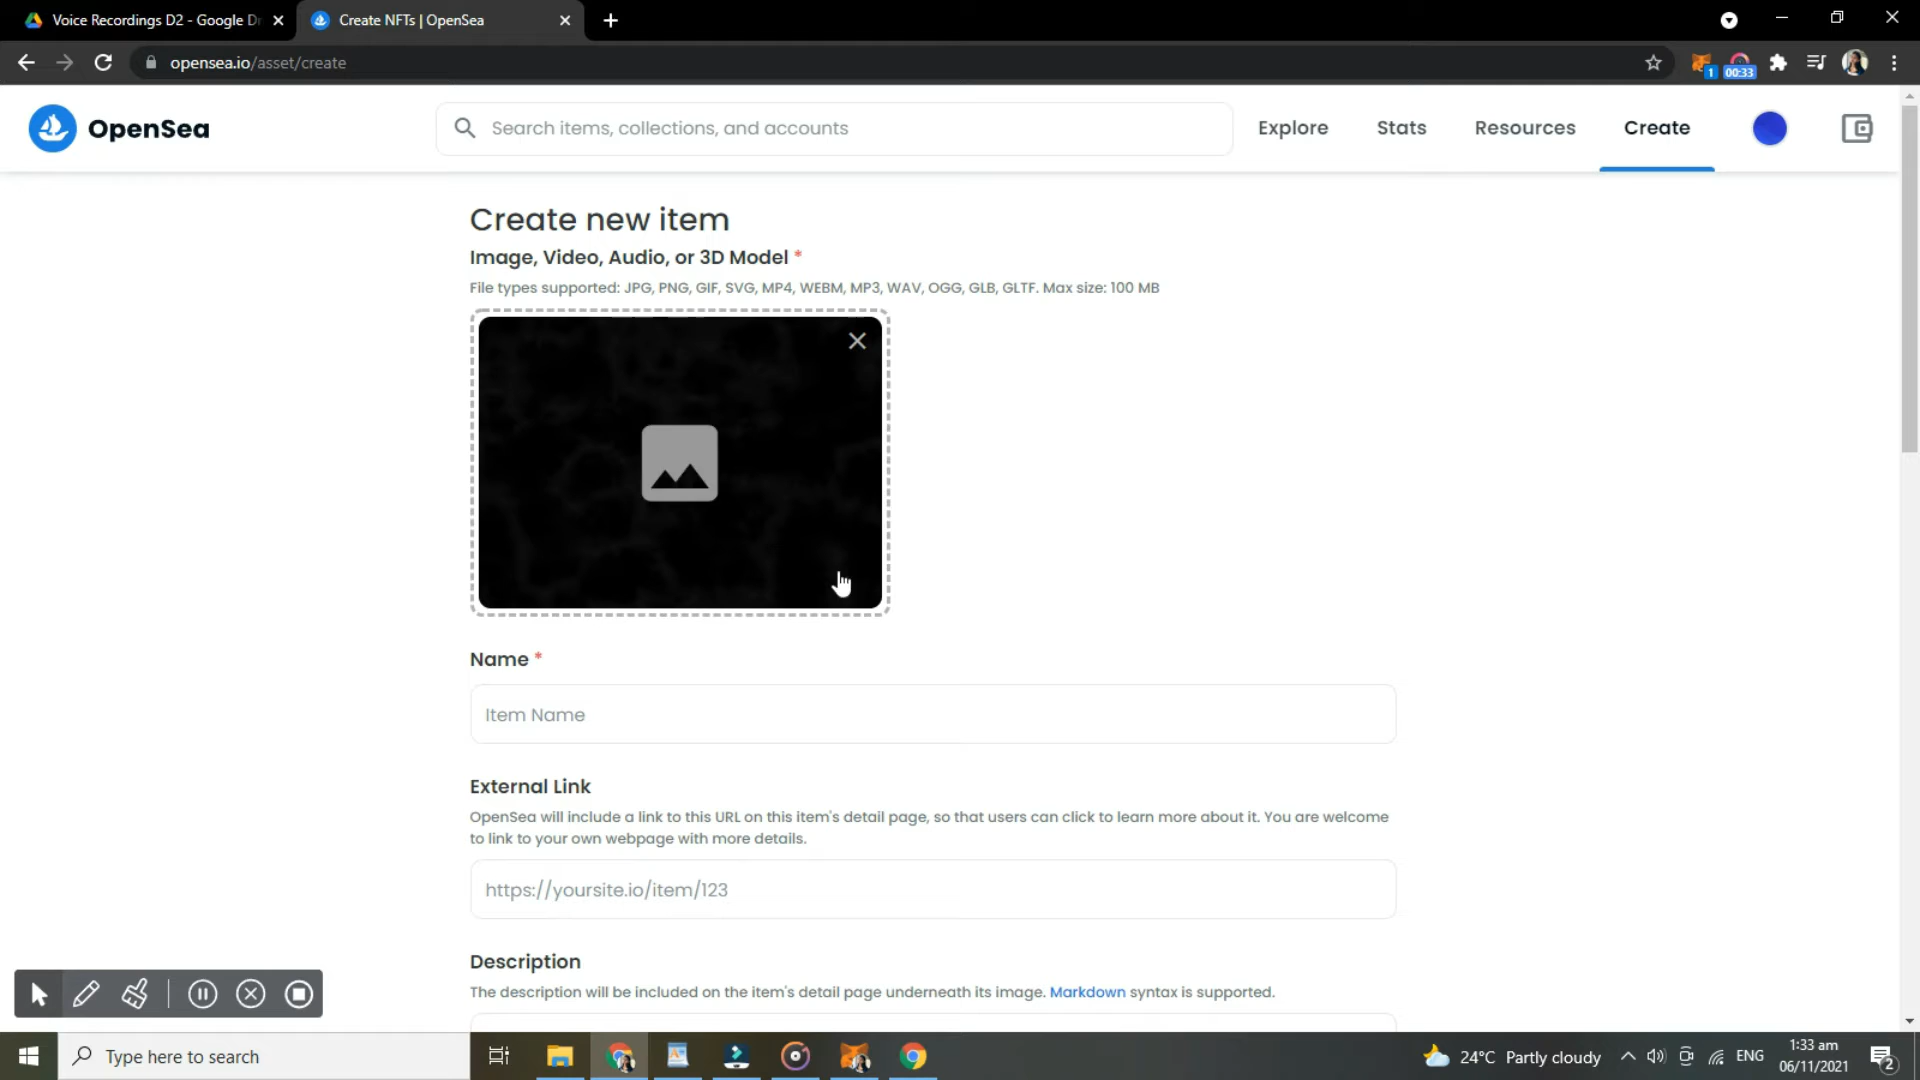 Voice Recordings D2 - Google Dr
Create NFTs | OpenSea
opensea.io/asset/create
1
00:33
OpenSea
Search items, collections, and accounts
Explore
Stats
Resources
Create
Create new item
Image, Video, Audio, or 3D Model *
File types supported: JPG, PNG, GIF, SVG, MP4, WEBM, MP3, WAV, OGG, GLB, GLTF. Max size: 100 MB
Name *
Item Name
External Link
OpenSea will include a link to this URL on this item's detail page, so that users can click to learn more about it. You are welcome
to link to your own webpage with more details.
https://yoursite.io/item/123
Description
The description will be included on the item's detail page underneath its image. Markdown syntax is supported.
Type here to search
24°C Partly cloudy
ENG
1:33 am
06/11/2021
2